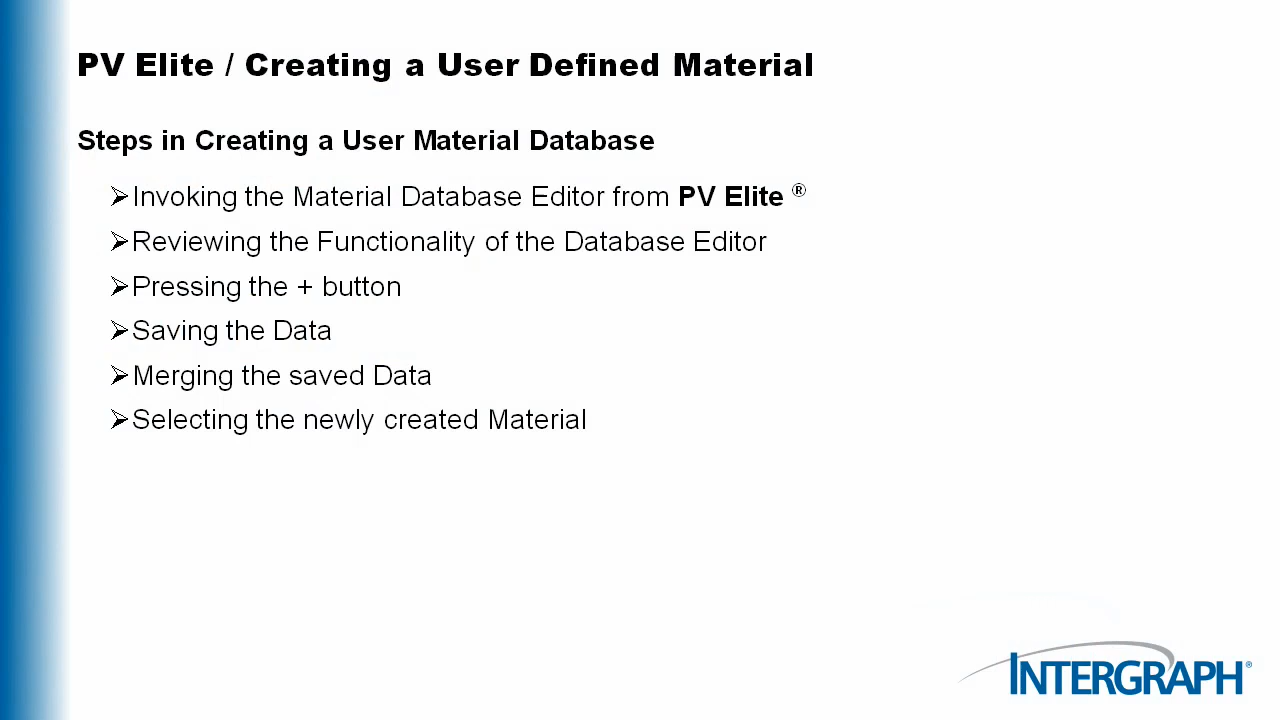 PV Elite / Creating a User Defined Material
Steps in Creating a User Material Database
➢Invoking the Material Database Editor from PV Elite ®
➢Reviewing the Functionality of the Database Editor
➢Pressing the + button
➢Saving the Data
➢Merging the saved Data
➢Selecting the newly created Material
INTERGRAPH®